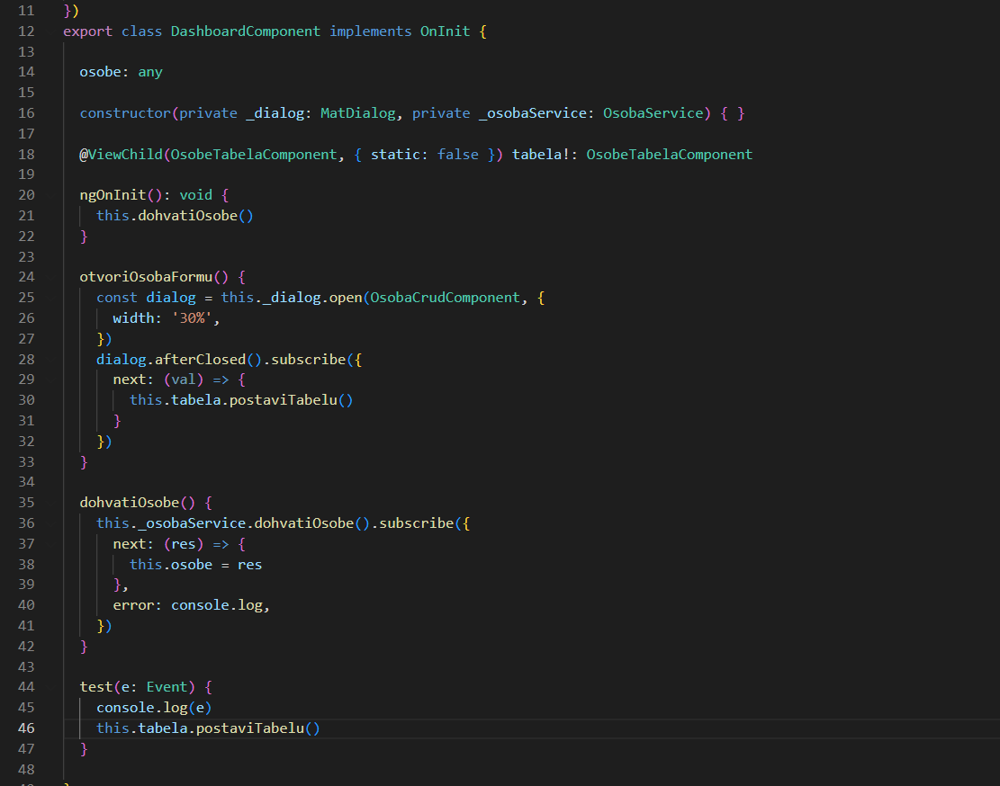 11 })
12 export class DashboardComponent implements OnInit {
13
14   osobe: any
15
16   constructor(private _dialog: MatDialog, private _osobaService: OsobaService) { }
17
18   @ViewChild(OsobeTabelaComponent, { static: false }) tabela!: OsobeTabelaComponent
19
20   ngOnInit(): void {
21     this.dohvatiOsobe()
22   }
23
24   otvoriOsobaFormu() {
25     const dialog = this._dialog.open(OsobaCrudComponent, {
26       width: '30%',
27     })
28     dialog.afterClosed().subscribe({
29       next: (val) => {
30         this.tabela.postaviTabelu()
31       }
32     })
33   }
34
35   dohvatiOsobe() {
36     this._osobaService.dohvatiOsobe().subscribe({
37       next: (res) => {
38         this.osobe = res
39       },
40       error: console.log,
41     })
42   }
43
44   test(e: Event) {
45     console.log(e)
46     this.tabela.postaviTabelu()
47   }
48